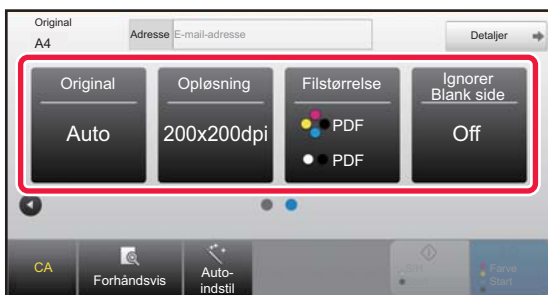 Original
A4
Adresse E-mail-adresse
Detaljer
Original
Auto
Opløsning
200x200dpi
Filstørrelse
PDF
PDF
Ignorer
Blank side
Off
CA
Forhåndsvis
Auto-
indstil
Farve
Start